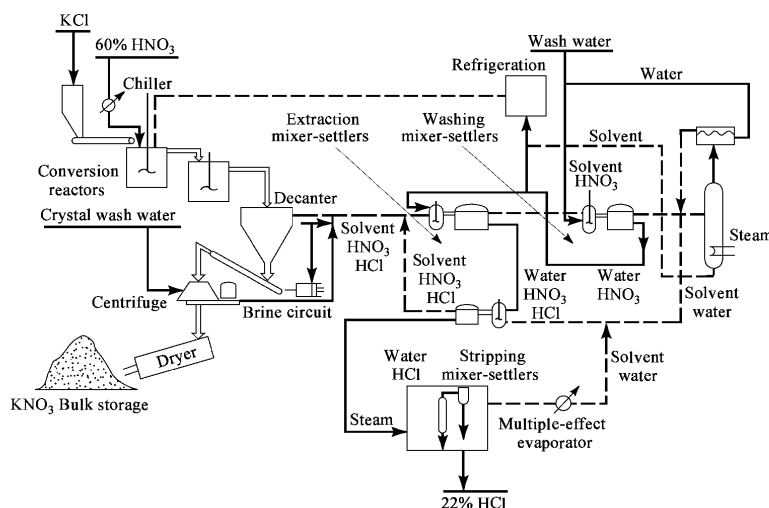 KCl
60% HNO₃
Chiller
Conversion
reactors
Crystal wash water
Centrifuge
Dryer
KNO₃ Bulk storage
Decanter
Brine circuit
Solvent
HNO₃
HCl
Extraction
mixer-settlers
Solvent
HNO₃
HCl
Refrigeration
Washing
mixer-settlers
Wash water
Water
Solvent
Solvent
HNO₃
Water
HNO₃
HCl
Water
HNO₃
Steam
Solvent
water
Solvent
water
Water
HCl
Stripping
mixer-settlers
Steam
Multiple-effect
evaporator
22% HCl